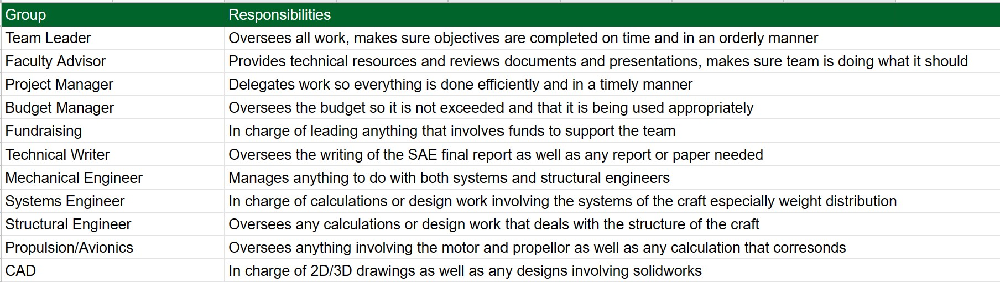 Group Responsibilities
Team Leader Oversees all work, makes sure objectives are completed on time and in an orderly manner
Faculty Advisor Provides technical resources and reviews documents and presentations, makes sure team is doing what it should
Project Manager Delegates work so everything is done efficiently and in a timely manner
Budget Manager Oversees the budget so it is not exceeded and that it is being used appropriately
Fundraising In charge of leading anything that involves funds to support the team
Technical Writer Oversees the writing of the SAE final report as well as any report or paper needed
Mechanical Engineer Manages anything to do with both systems and structural engineers
Systems Engineer In charge of calculations or design work involving the systems of the craft especially weight distribution
Structural Engineer Oversees any calculations or design work that deals with the structure of the craft
Propulsion/Avionics Oversees anything involving the motor and propellor as well as any calculation that corresonds
CAD In charge of 2D/3D drawings as well as any designs involving solidworks